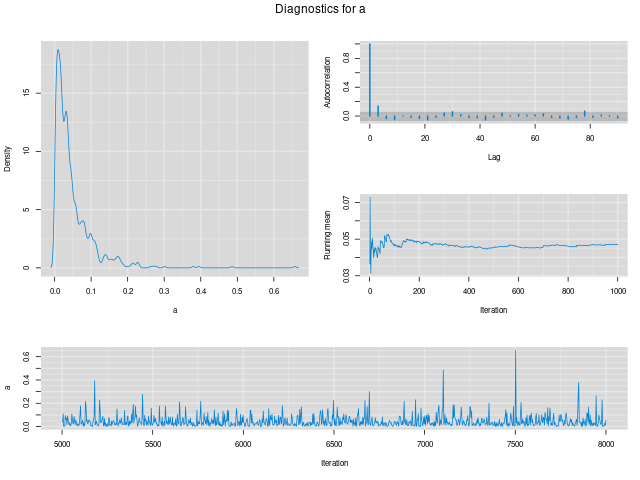 Diagnostics for a
Density
0
5
10
15
0.0 0.1 0.2 0.3 0.4 0.5 0.6
a
Autocorrelation
0.0 0.4 0.8
0 20 40 60 80
Lag
Running mean
0.03 0.05 0.07
0 200 400 600 800 1000
Iteration
a
0.0 0.2 0.4 0.6
5000 5500 6000 6500 7000 7500 8000
Iteration